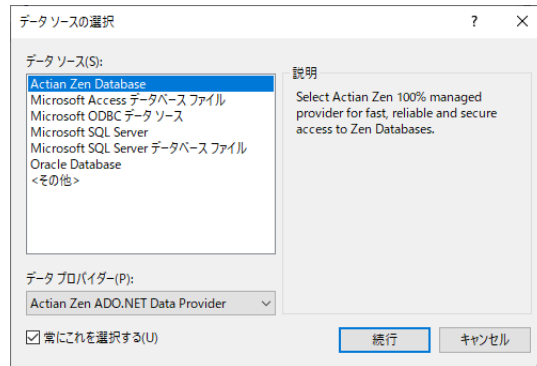 データ ソースの選択
?
×
データ ソース(S):
Actian Zen Database
Microsoft Access データベース ファイル
Microsoft ODBC データ ソース
Microsoft SQL Server
Microsoft SQL Server データベース ファイル
Oracle Database
<その他>
説明
Select Actian Zen 100% managed
provider for fast, reliable and secure
access to Zen Databases.
データ プロバイダー(P):
Actian Zen ADO.NET Data Provider
常にこれを選択する(U)
続行
キャンセル